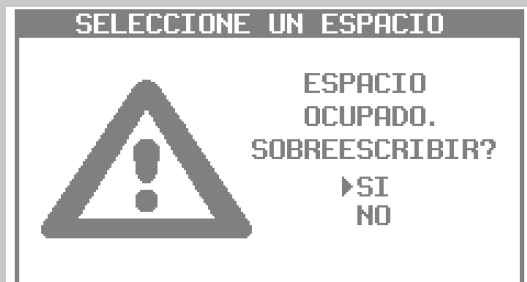 SELECCIONE UN ESPACIO
ESPACIO
OCUPADO.
SOBREESCRIBIR?
SI
NO